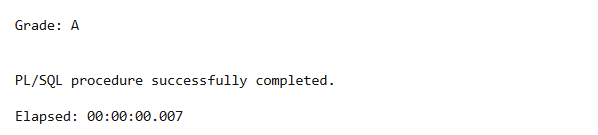 Grade: A
PL/SQL procedure successfully completed.
Elapsed: 00:00:00.007